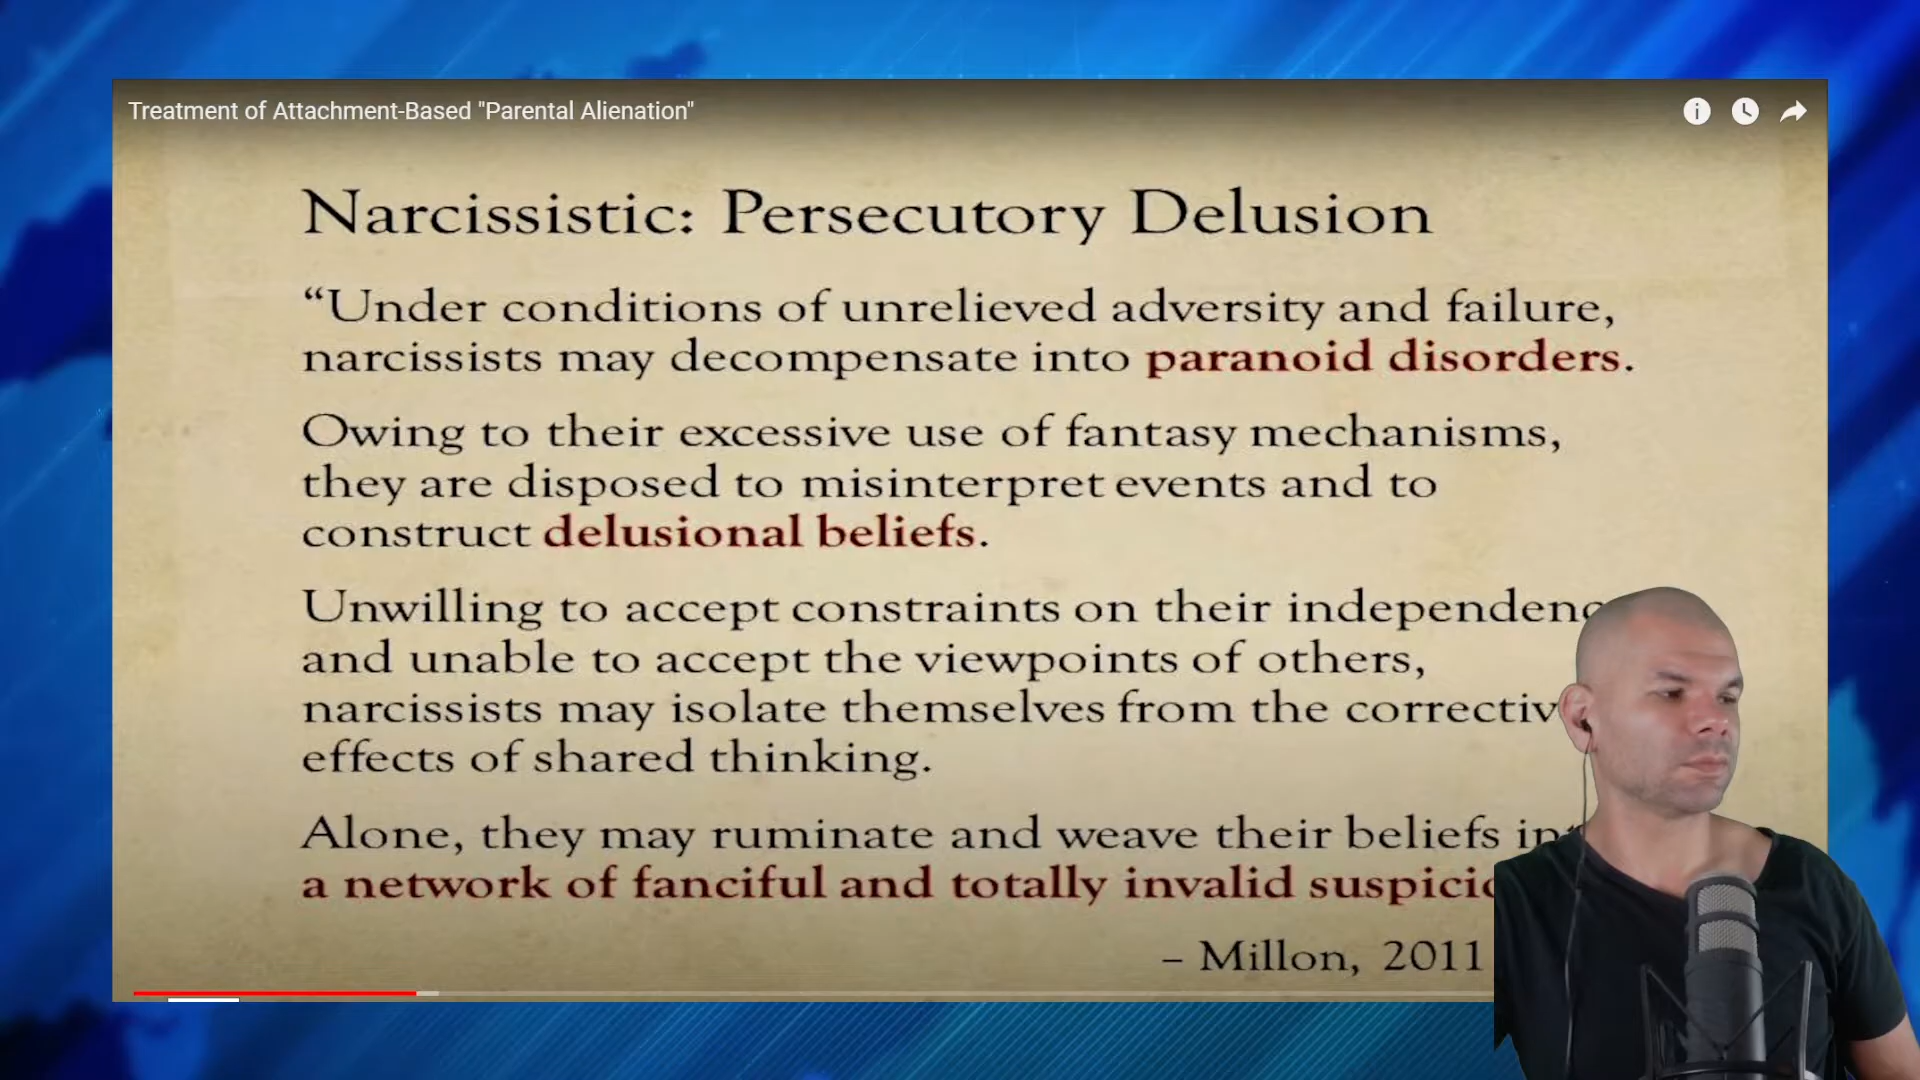 Treatment of Attachment-Based "Parental Alienation"
Narcissistic: Persecutory Delusion
“Under conditions of unrelieved adversity and failure,
narcissists may decompensate into paranoid disorders.
Owing to their excessive use of fantasy mechanisms,
they are disposed to misinterpret events and to
construct delusional beliefs.
Unwilling to accept constraints on their
and unable to accept the viewpoints of others,
narcissists may isolate themselves from the
effects of shared thinking.
Alone, they may ruminate and weave their beliefs
a network of fanciful and totally invalid
– Millon, 2011